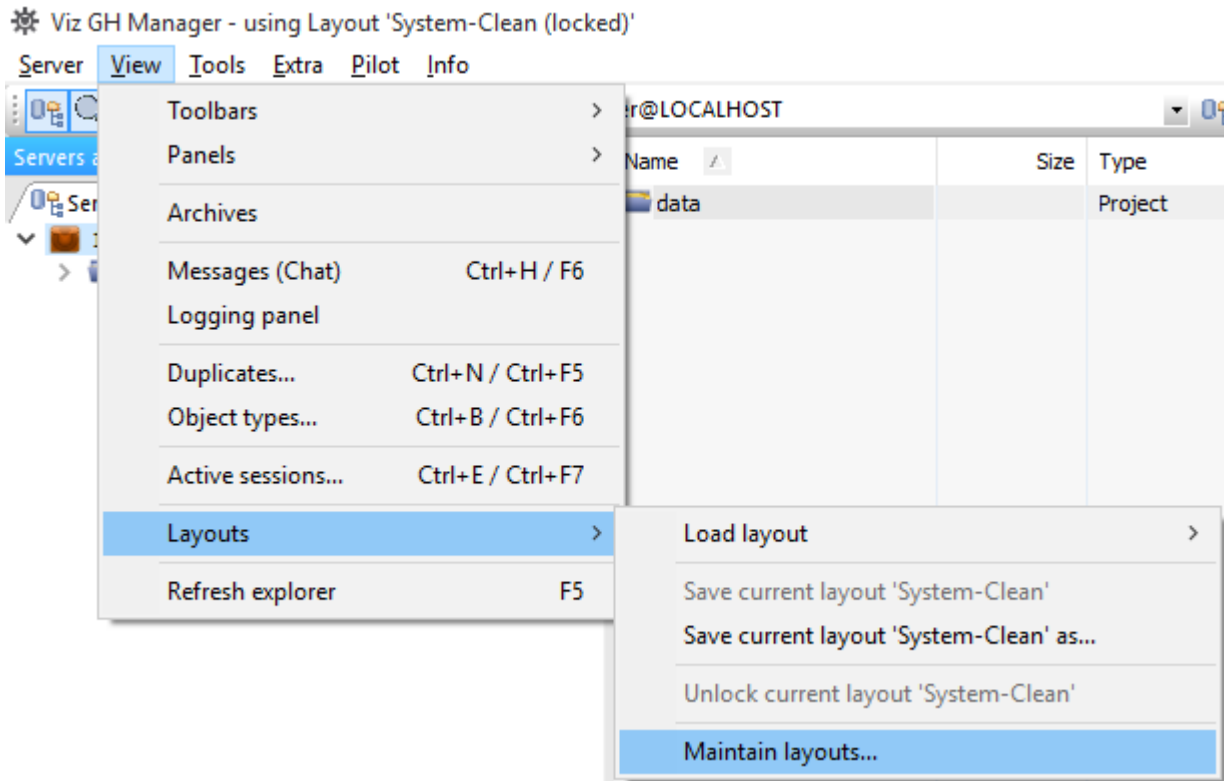 Viz GH Manager - using Layout 'System-Clean (locked)'
Server View Tools Extra Pilot Info
Toolbars
Panels
Archives
Messages (Chat) Ctrl+H / F6
Logging panel
Duplicates... Ctrl+N / Ctrl+F5
Object types... Ctrl+B / Ctrl+F6
Active sessions... Ctrl+E / Ctrl+F7
Layouts
Refresh explorer F5
r@LOCALHOST
Servers
Name Size Type
Ser
data Project
Load layout
Save current layout 'System-Clean'
Save current layout 'System-Clean' as...
Unlock current layout 'System-Clean'
Maintain layouts...